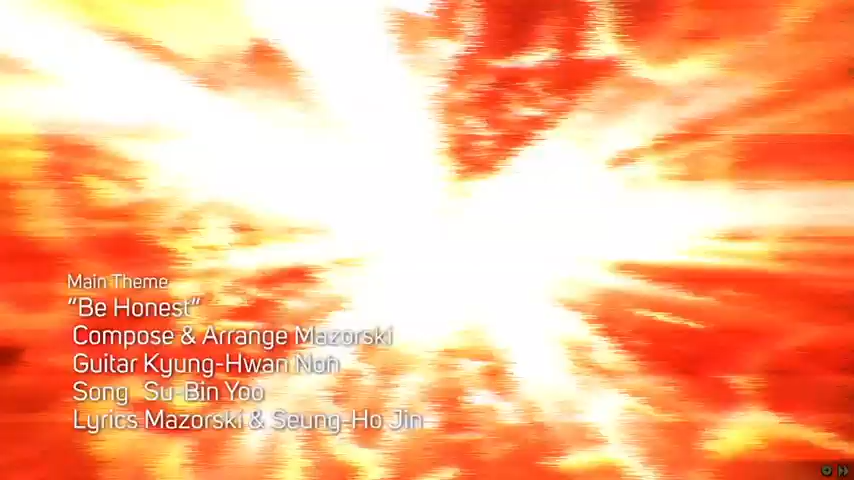 Main Theme
“Be Honest”
Compose & Arrange Mazorski
Guitar Kyung-Hwan Noh
Song Su-Bin Yoo
Lyrics Mazorski & Seung-Ho Jin